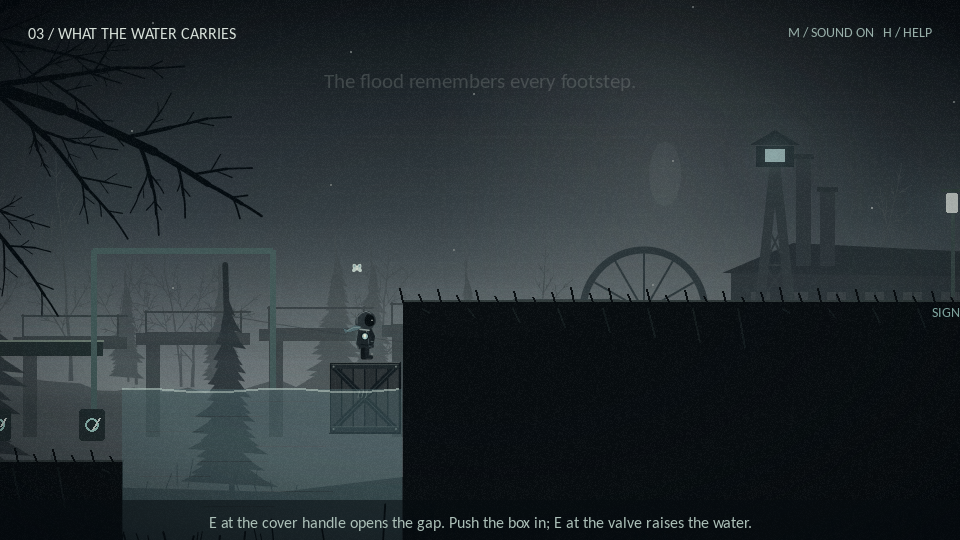 03 / WHAT THE WATER CARRIES
M / SOUND ON H / HELP
The flood remembers every footstep.
SIGN
E at the cover handle opens the gap. Push the box in; E at the valve raises the water.